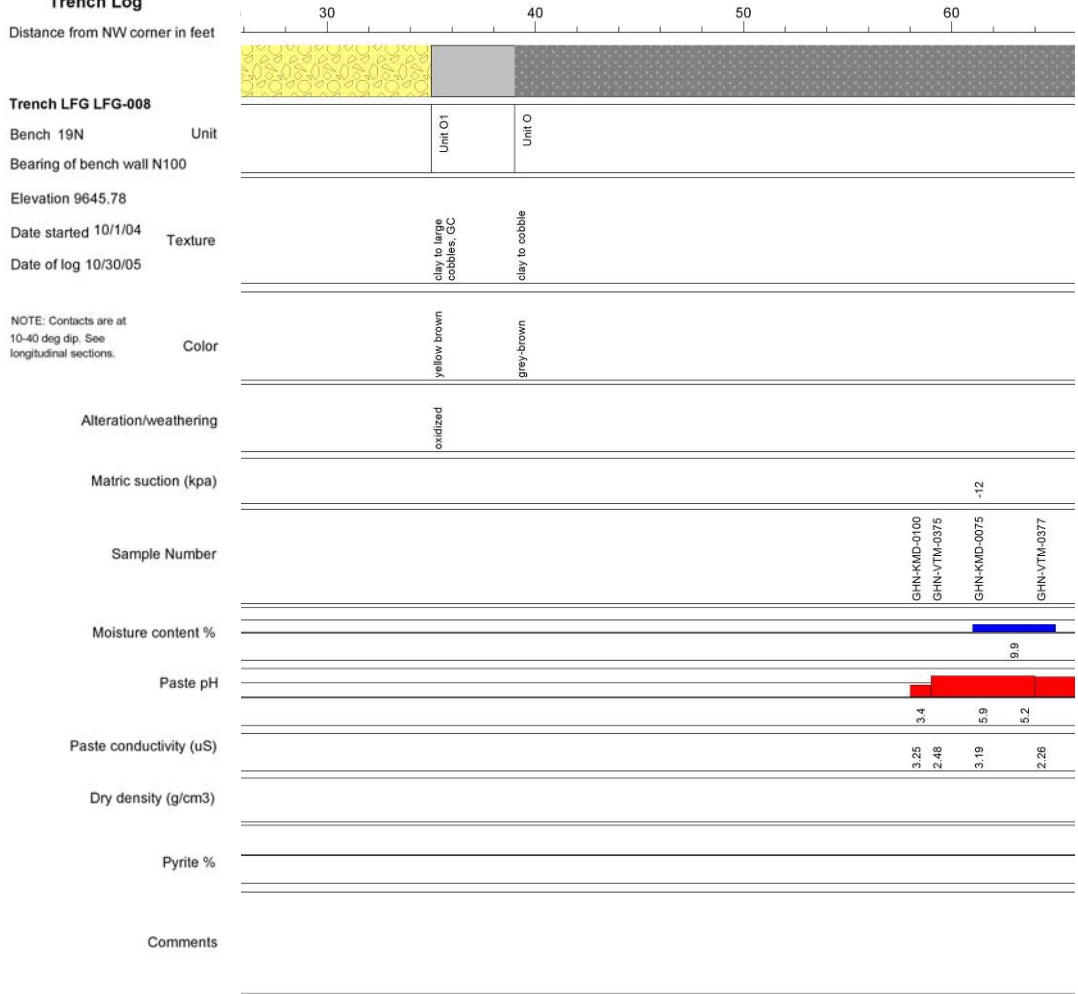 Trench Log
Distance from NW corner in feet
30
40
50
60
Trench LFG LFG-008
Bench 19N
Unit
Unit O1
Unit O
Bearing of bench wall N100
Elevation 9645.78
Date started 10/1/04
Texture
clay to large
cobbles, GC
clay to cobble
Date of log 10/30/05
NOTE: Contacts are at
10-40 deg dip. See
longitudinal sections.
Color
yellow brown
grey-brown
Alteration/weathering
oxidized
Matric suction (kpa)
-12
Sample Number
GHN-KMD-0100
GHN-VTM-0375
GHN-KMD-0075
GHN-VTM-0377
Moisture content %
9.9
Paste pH
3.4
5.9
5.2
Paste conductivity (uS)
3.25
2.48
3.19
2.26
Dry density (g/cm3)
Pyrite %
Comments